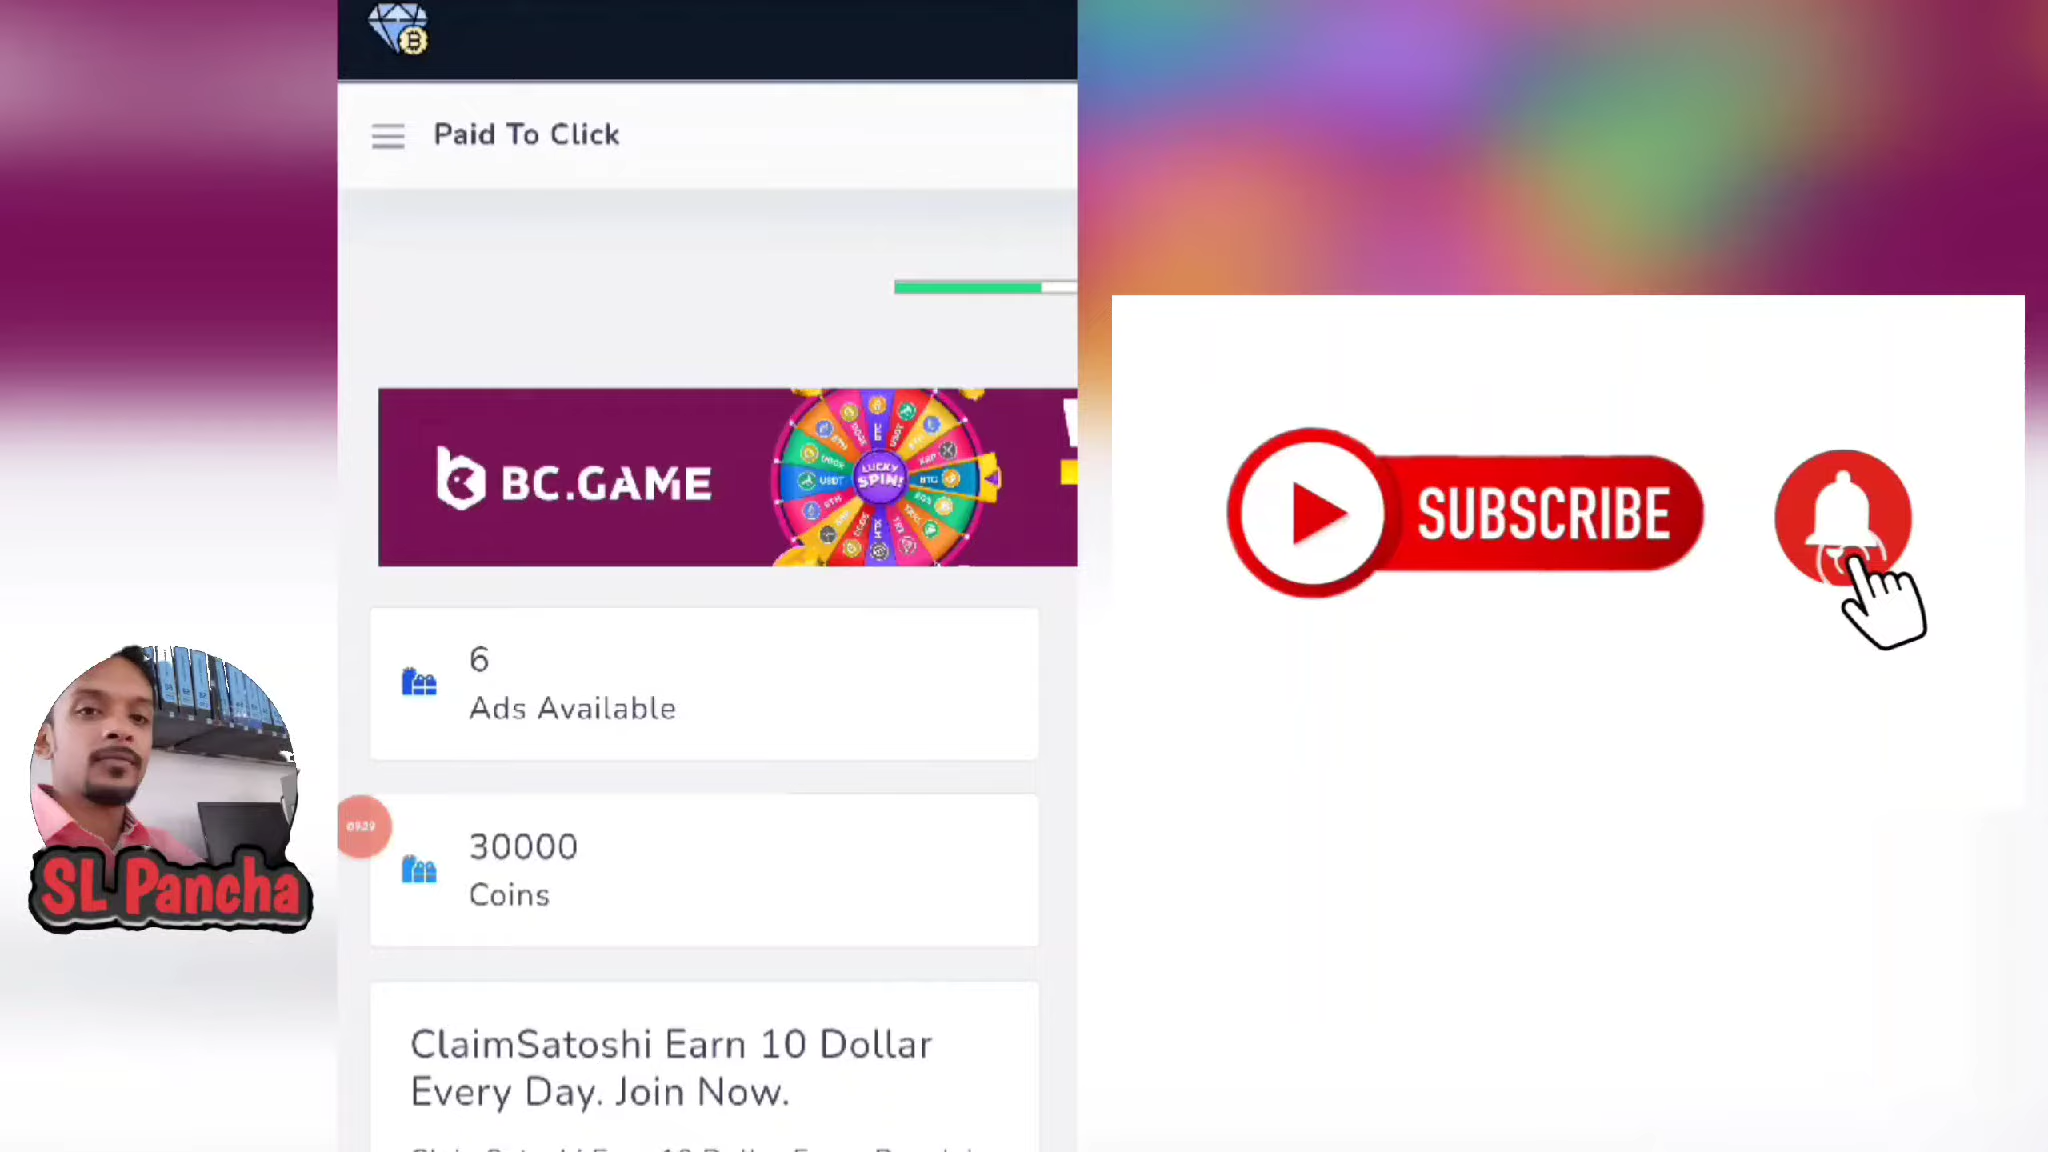 Paid To Click
BC.GAME
LUCKY
SPIN!
6
Ads Available
30000
Coins
ClaimSatoshi Earn 10 Dollar
Every Day. Join Now.
SUBSCRIBE
SL Pancha